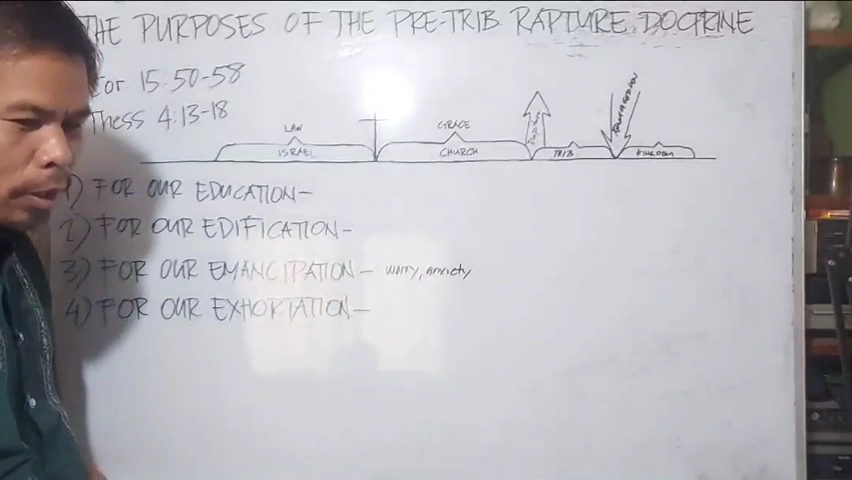 THE PURPOSES OF THE PRE-TRIB RAPTURE DOCTRINE
Cor 15:50-58
Thess 4:13-18
LAW
GRACE
ISRAEL
CHURCH
TRIB
KINGDOM
ARMAGEDDON
1) FOR OUR EDUCATION-
2) FOR OUR EDIFICATION-
3) FOR OUR EMANCIPATION- worry, anxiety
4) FOR OUR EXHORTATION-